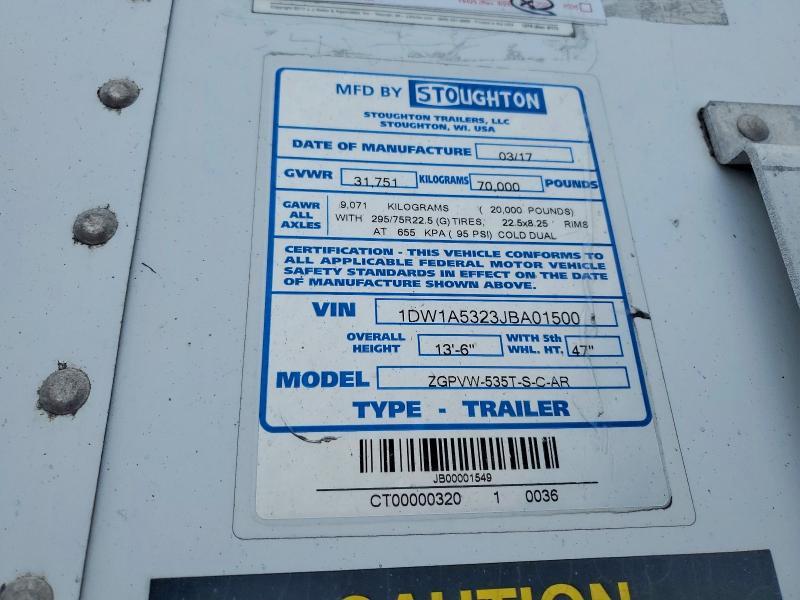 MFD BY STOUGHTON
STOUGHTON TRAILERS, LLC
STOUGHTON, WI. USA
DATE OF MANUFACTURE 03/17
GVWR 31,751 KILOGRAMS 70,000 POUNDS
GAWR ALL AXLES
9,071 KILOGRAMS ( 20,000 POUNDS)
WITH 295/75R22.5 (G) TIRES, 22.5x8.25 RIMS
AT 655 KPA ( 95 PSI) COLD DUAL
CERTIFICATION - THIS VEHICLE CONFORMS TO
ALL APPLICABLE FEDERAL MOTOR VEHICLE
SAFETY STANDARDS IN EFFECT ON THE DATE
OF MANUFACTURE SHOWN ABOVE.
VIN 1DW1A5323JBA01500
OVERALL HEIGHT 13'-6" WITH 5th WHL. HT. 47"
MODEL ZGPVW-535T-S-C-AR
TYPE - TRAILER
JB00001549
CT00000320 1 0036
CAUTION